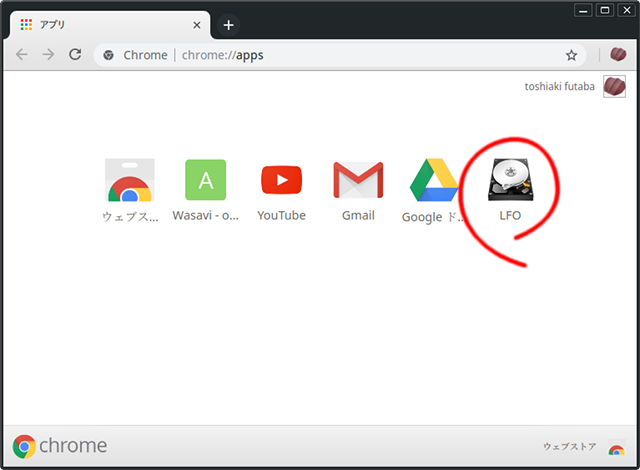 アプリ
Chrome | chrome://apps
toshiaki futaba
ウェブス...
Wasavi - o...
YouTube
Gmail
Google ド...
LFO
A
chrome
ウェブストア